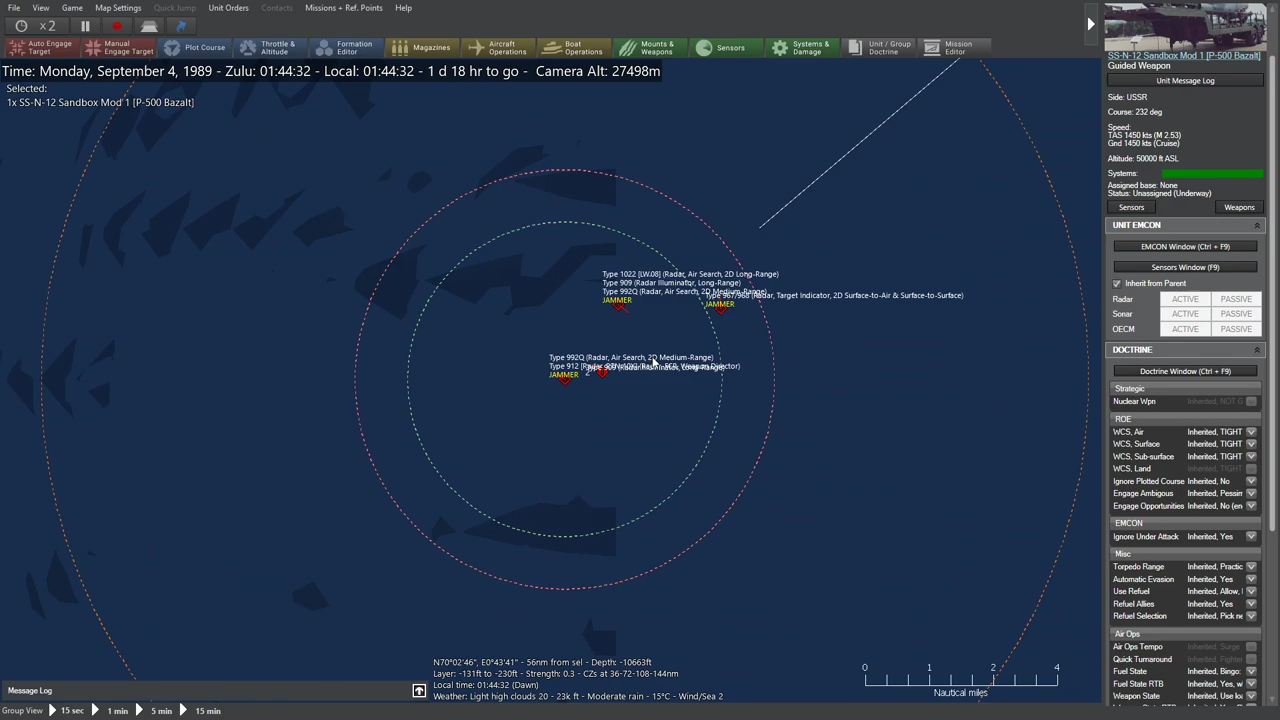 File View Game Map Settings Quick Jump Unit Orders Contacts Missions + Ref. Points Help
x2
Auto Engage Target
Manual Engage Target
Plot Course
Throttle & Altitude
Formation Editor
Magazines
Aircraft Operations
Boat Operations
Mounts & Weapons
Sensors
Systems & Damage
Unit / Group Doctrine
Mission Editor
Time: Monday, September 4, 1989 - Zulu: 01:44:32 - Local: 01:44:32 - 1 d 18 hr to go - Camera Alt: 27498m
Selected:
1x SS-N-12 Sandbox Mod 1 [P-500 Bazalt]
Type 1022 [LW.08] (Radar, Air Search, 2D Long-Range)
Type 909 (Radar Illuminator, Long-Range)
Type 992Q (Radar, Air Search, 2D Medium-Range)
JAMMER
Type 967/968 (Radar, Target Indicator, 2D Surface-to-Air & Surface-to-Surface)
JAMMER
Type 992Q (Radar, Air Search, 2D Medium-Range)
Type 912
JAMMER
2
N70°02'46", E0°43'41" - 56nm from sel - Depth: -10663ft
Layer: -131ft to -230ft - Strength: 0.3 - CZs at 36-72-108-144nm
Local time: 01:44:32 (Dawn)
Weather: Light high clouds 20 - 23k ft - Moderate rain - 15°C - Wind/Sea 2
0 1 2 3 4
Nautical miles
Message Log
Group View 15 sec 1 min 5 min 15 min
SS-N-12 Sandbox Mod 1 [P-500 Bazalt]
Guided Weapon
Unit Message Log
Side: USSR
Course: 232 deg
Speed:
TAS 1450 kts (M 2.53)
Gnd 1450 kts (Cruise)
Altitude: 50000 ft ASL
Systems:
Assigned base: None
Status: Unassigned (Underway)
Sensors Weapons
UNIT EMCON
EMCON Window (Ctrl + F9)
Sensors Window (F9)
Inherit from Parent
Radar ACTIVE PASSIVE
Sonar ACTIVE PASSIVE
OECM ACTIVE PASSIVE
DOCTRINE
Doctrine Window (Ctrl + F9)
Strategic
Nuclear Wpn Inherited, NOT G
ROE
WCS, Air Inherited, TIGHT
WCS, Surface Inherited, TIGHT
WCS, Sub-surface Inherited, TIGHT
WCS, Land Inherited, TIGHT
Ignore Plotted Course Inherited, No
Engage Ambiguous Inherited, Pessim
Engage Opportunities Inherited, No (en
EMCON
Ignore Under Attack Inherited, Yes
Misc
Torpedo Range Inherited, Practic
Automatic Evasion Inherited, Yes
Use Refuel Inherited, Allow,
Refuel Allies Inherited, Yes
Refuel Selection Inherited, Pick ne
Air Ops
Air Ops Tempo Inherited, Surge
Quick Turnaround Inherited, Fighter
Fuel State Inherited, Bingo:
Fuel State RTB Inherited, Yes, w
Weapon State Inherited, Use lo